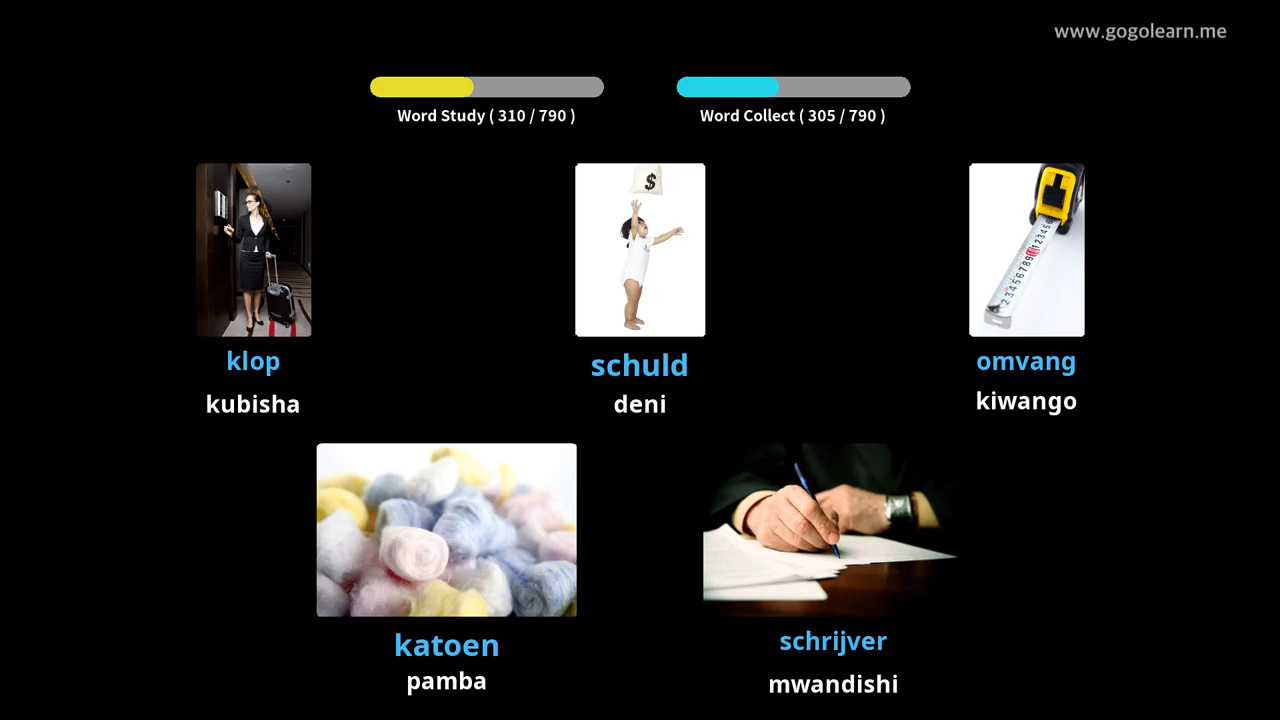 www.gogolearn.me
Word Study ( 310 / 790 )
Word Collect ( 305 / 790 )
$
klop
schuld
omvang
kubisha
deni
kiwango
katoen
schrijver
pamba
mwandishi